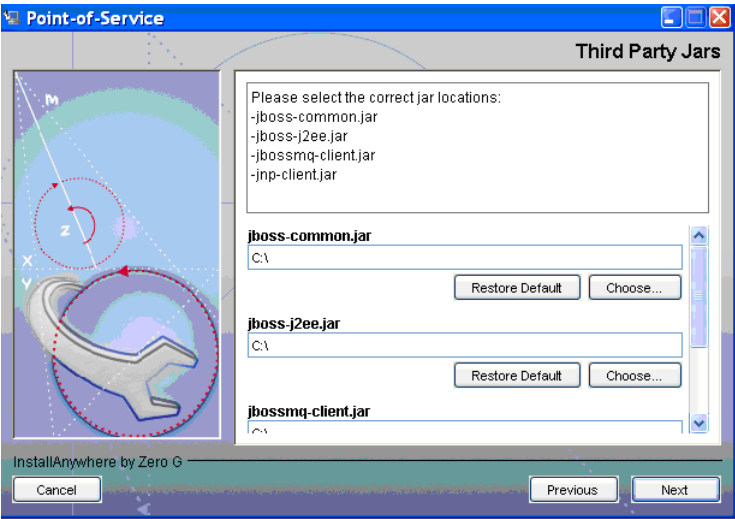 Point-of-Service
Third Party Jars
M
Z
X
Y
Please select the correct jar locations:
-jboss-common.jar
-jboss-j2ee.jar
-jbossmq-client.jar
-jnp-client.jar
jboss-common.jar
C:\
Restore Default
Choose...
jboss-j2ee.jar
C:\
Restore Default
Choose...
jbossmq-client.jar
C:\
InstallAnywhere by Zero G
Cancel
Previous
Next